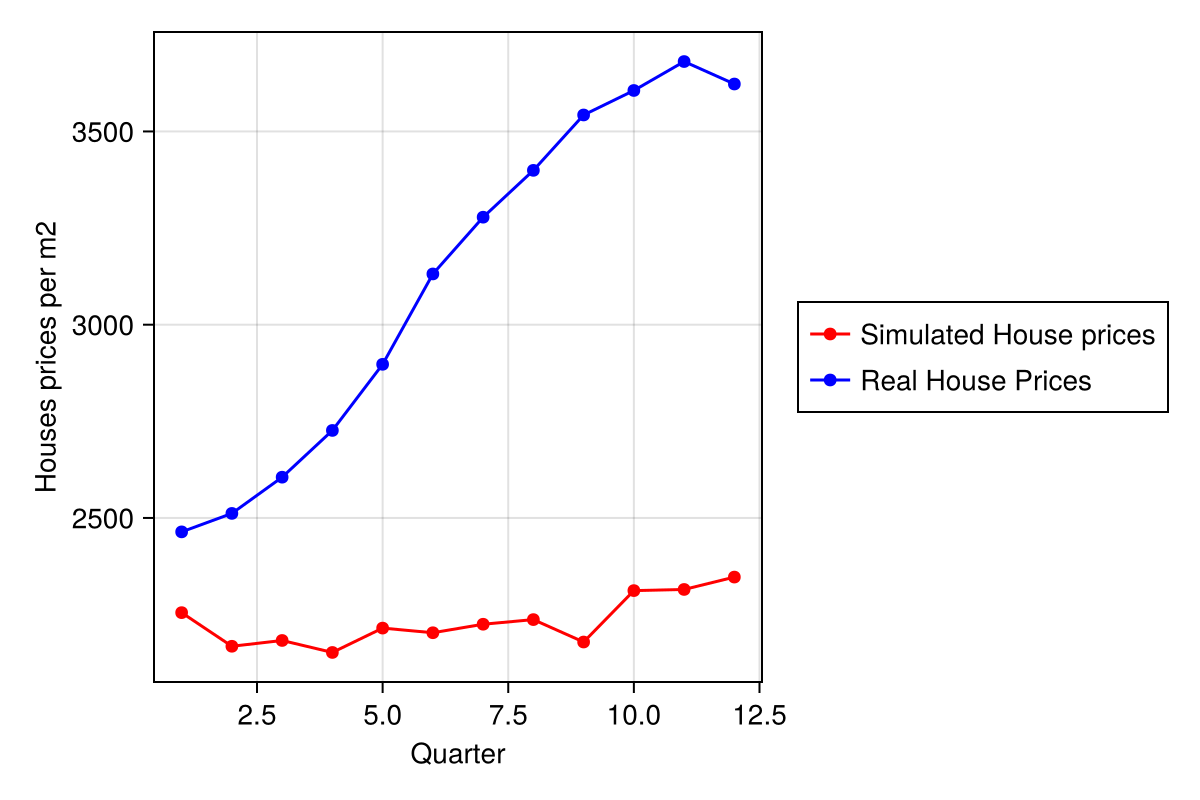 3500
3000
2500
Houses prices per m2
2.5 5.0 7.5 10.0 12.5
Quarter
Simulated House prices
Real House Prices